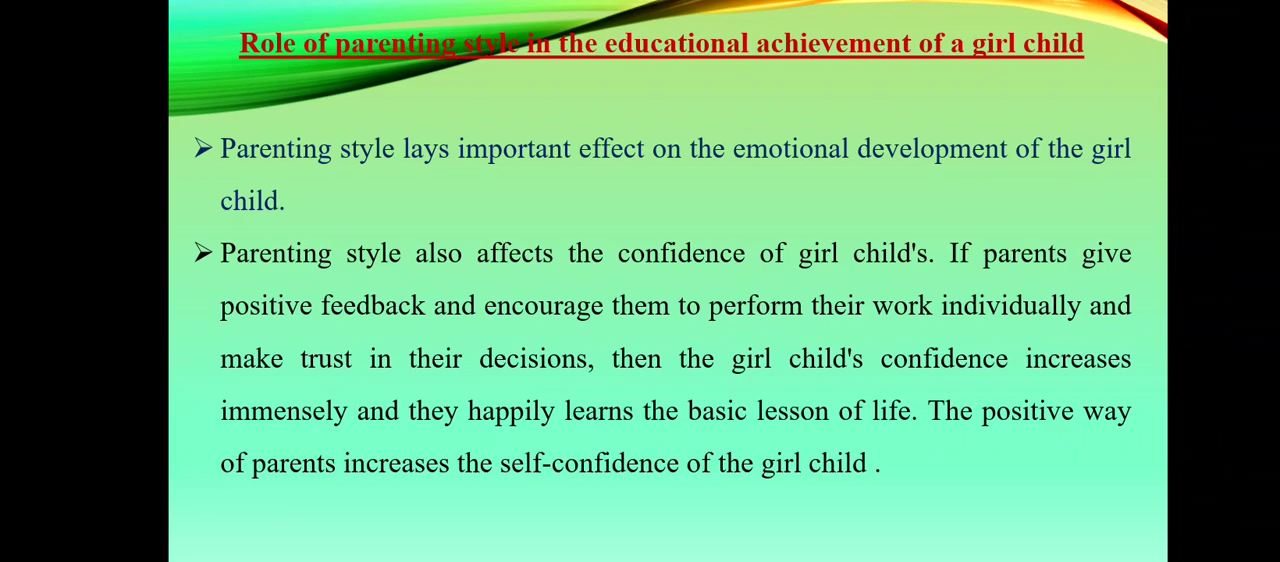 Role of parenting style in the educational achievement of a girl child
➢ Parenting style lays important effect on the emotional development of the girl
child.
➢ Parenting style also affects the confidence of girl child's. If parents give
positive feedback and encourage them to perform their work individually and
make trust in their decisions, then the girl child's confidence increases
immensely and they happily learns the basic lesson of life. The positive way
of parents increases the self-confidence of the girl child .